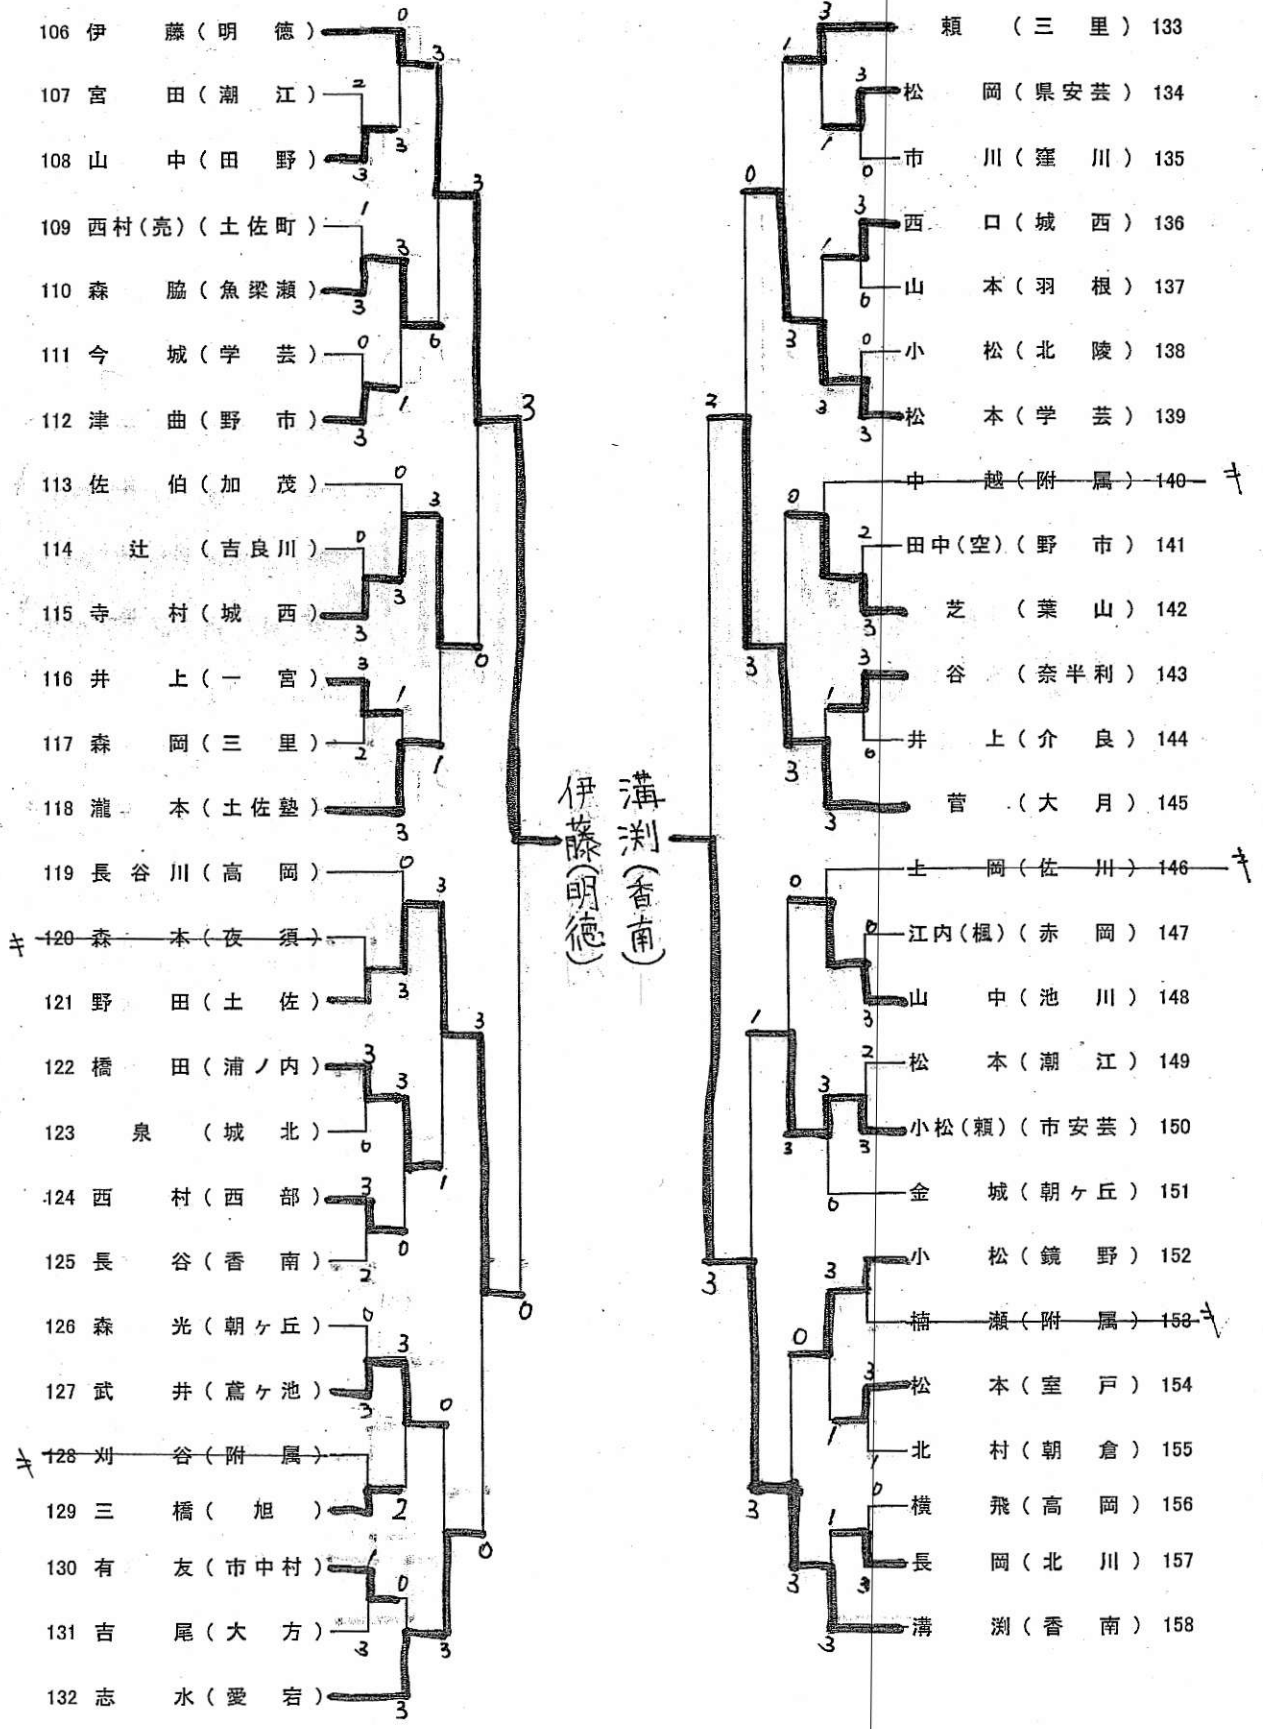 106 伊藤(明徳)
107 宮田(潮江)
108 山中(田野)
109 西村(亮)(土佐町)
110 森脇(魚梁瀬)
111 今城(学芸)
112 津曲(野市)
113 佐伯(加茂)
114 辻(吉良川)
115 寺村(城西)
116 井上(一宮)
117 森岡(三里)
118 瀧本(土佐塾)
119 長谷川(高岡)
キ 120 森本(夜須)
121 野田(土佐)
122 橋田(浦ノ内)
123 泉(城北)
124 西村(西部)
125 長谷(香南)
126 森光(朝ヶ丘)
127 武井(鳶ヶ池)
キ 128 刈谷(附属)
129 三橋(旭)
130 有友(市中村)
131 吉尾(大方)
132 志水(愛宕)
伊藤(明徳)
溝渕(香南)
頼(三里) 133
松岡(県安芸) 134
市川(窪川) 135
西口(城西) 136
山本(羽根) 137
小松(北陵) 138
松本(学芸) 139
中越(附属) 140 キ
田中(空)(野市) 141
芝(葉山) 142
谷(奈半利) 143
井上(介良) 144
菅(大月) 145
上岡(佐川) 146 キ
江内(楓)(赤岡) 147
山中(池川) 148
松本(潮江) 149
小松(頼)(市安芸) 150
金城(朝ヶ丘) 151
小松(鏡野) 152
楠瀬(附属) 153 キ
松本(室戸) 154
北村(朝倉) 155
横飛(高岡) 156
長岡(北川) 157
溝渕(香南) 158